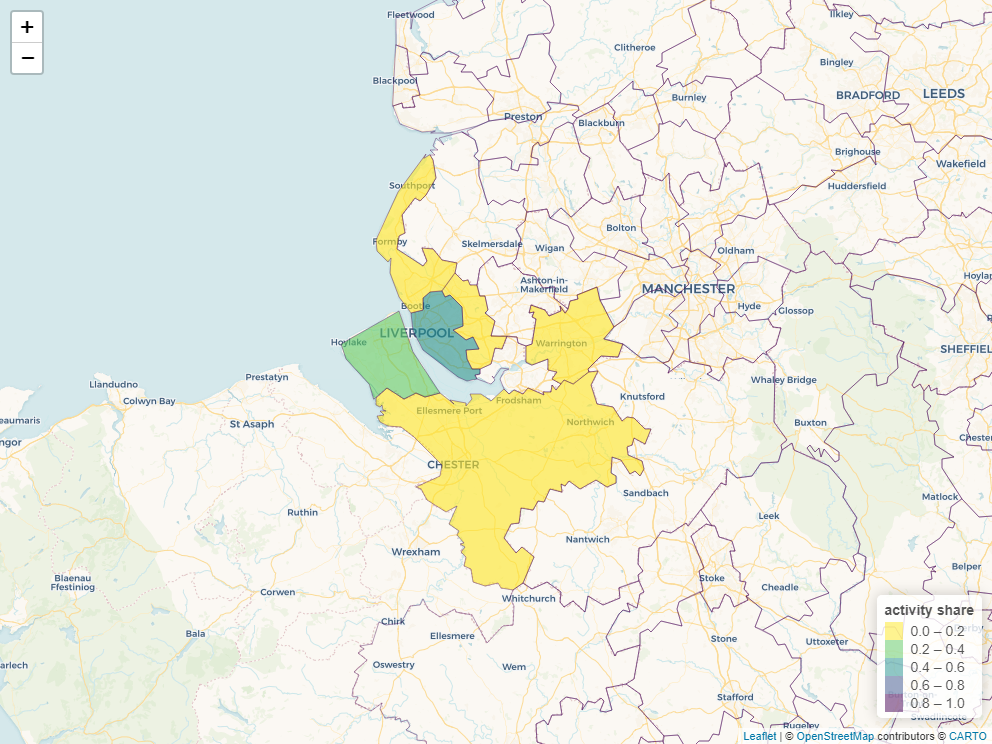 +
−
Fleetwood
Ilkley
Clitheroe
Bingley
Blackpool
BRADFORD
LEEDS
Burnley
Preston
Blackburn
Brighouse
Wakefield
Southport
Huddersfield
Bolton
Formby
Skelmersdale
Wigan
Oldham
Ashton-in-
Makerfield
MANCHESTER
Bootle
Hyde
Glossop
LIVERPOOL
Hoylake
Warrington
SHEFFIEL
Prestatyn
Whaley Bridge
Llandudno
Colwyn Bay
Knutsford
Frodsham
Ellesmere Port
eaumaris
St Asaph
Northwich
Buxton
ngor
Chester
CHESTER
Sandbach
Matlock
Ruthin
Leek
Nantwich
Wrexham
Blaenau
Ffestiniog
Stoke
Belper
Corwen
Cheadle
Whitchurch
activity share
0.0 – 0.2
0.2 – 0.4
0.4 – 0.6
0.6 – 0.8
0.8 – 1.0
Chirk
Bala
Ellesmere
Stone
Uttoxeter
arlech
Oswestry
Wem
Stafford
Swadlincote
Rugeley
Leaflet | © OpenStreetMap contributors © CARTO